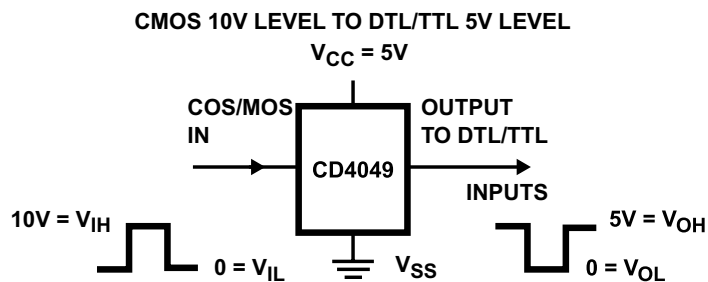 CMOS 10V LEVEL TO DTL/TTL 5V LEVEL
VCC = 5V
COS/MOS
IN
OUTPUT
TO DTL/TTL
CD4049
INPUTS
10V = VIH
0 = VIL
VSS
5V = VOH
0 = VOL